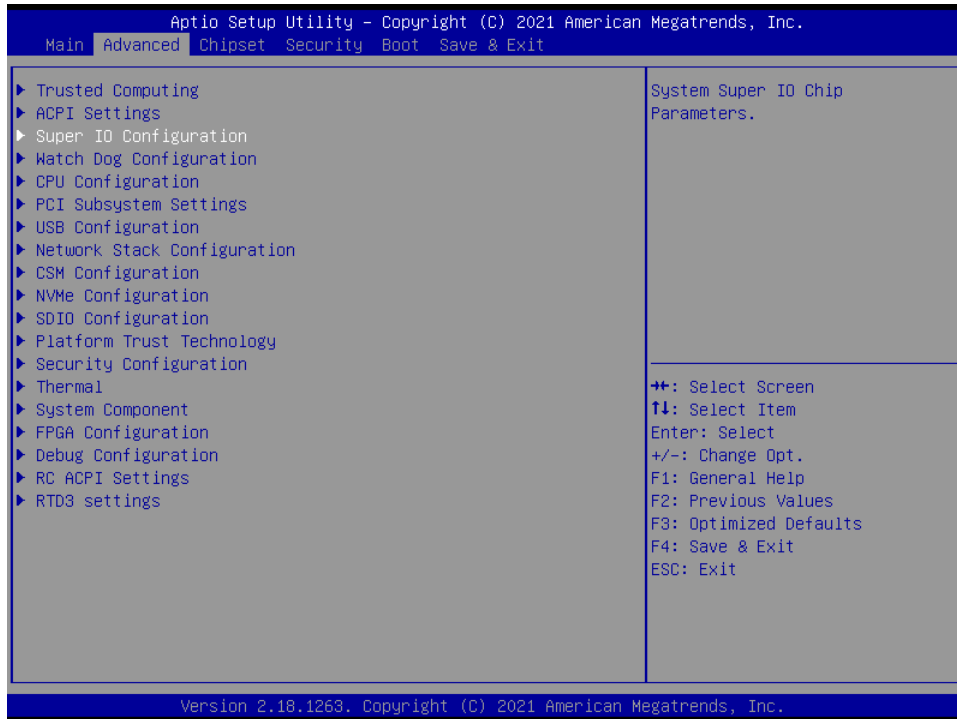 Aptio Setup Utility – Copyright (C) 2021 American Megatrends, Inc.
Main Advanced Chipset Security Boot Save & Exit
Trusted Computing
ACPI Settings
Super IO Configuration
Watch Dog Configuration
CPU Configuration
PCI Subsystem Settings
USB Configuration
Network Stack Configuration
CSM Configuration
NVMe Configuration
SDIO Configuration
Platform Trust Technology
Security Configuration
Thermal
System Component
FPGA Configuration
Debug Configuration
RC ACPI Settings
RTD3 settings
System Super IO Chip
Parameters.
→←: Select Screen
↑↓: Select Item
Enter: Select
+/-: Change Opt.
F1: General Help
F2: Previous Values
F3: Optimized Defaults
F4: Save & Exit
ESC: Exit
Version 2.18.1263. Copyright (C) 2021 American Megatrends, Inc.